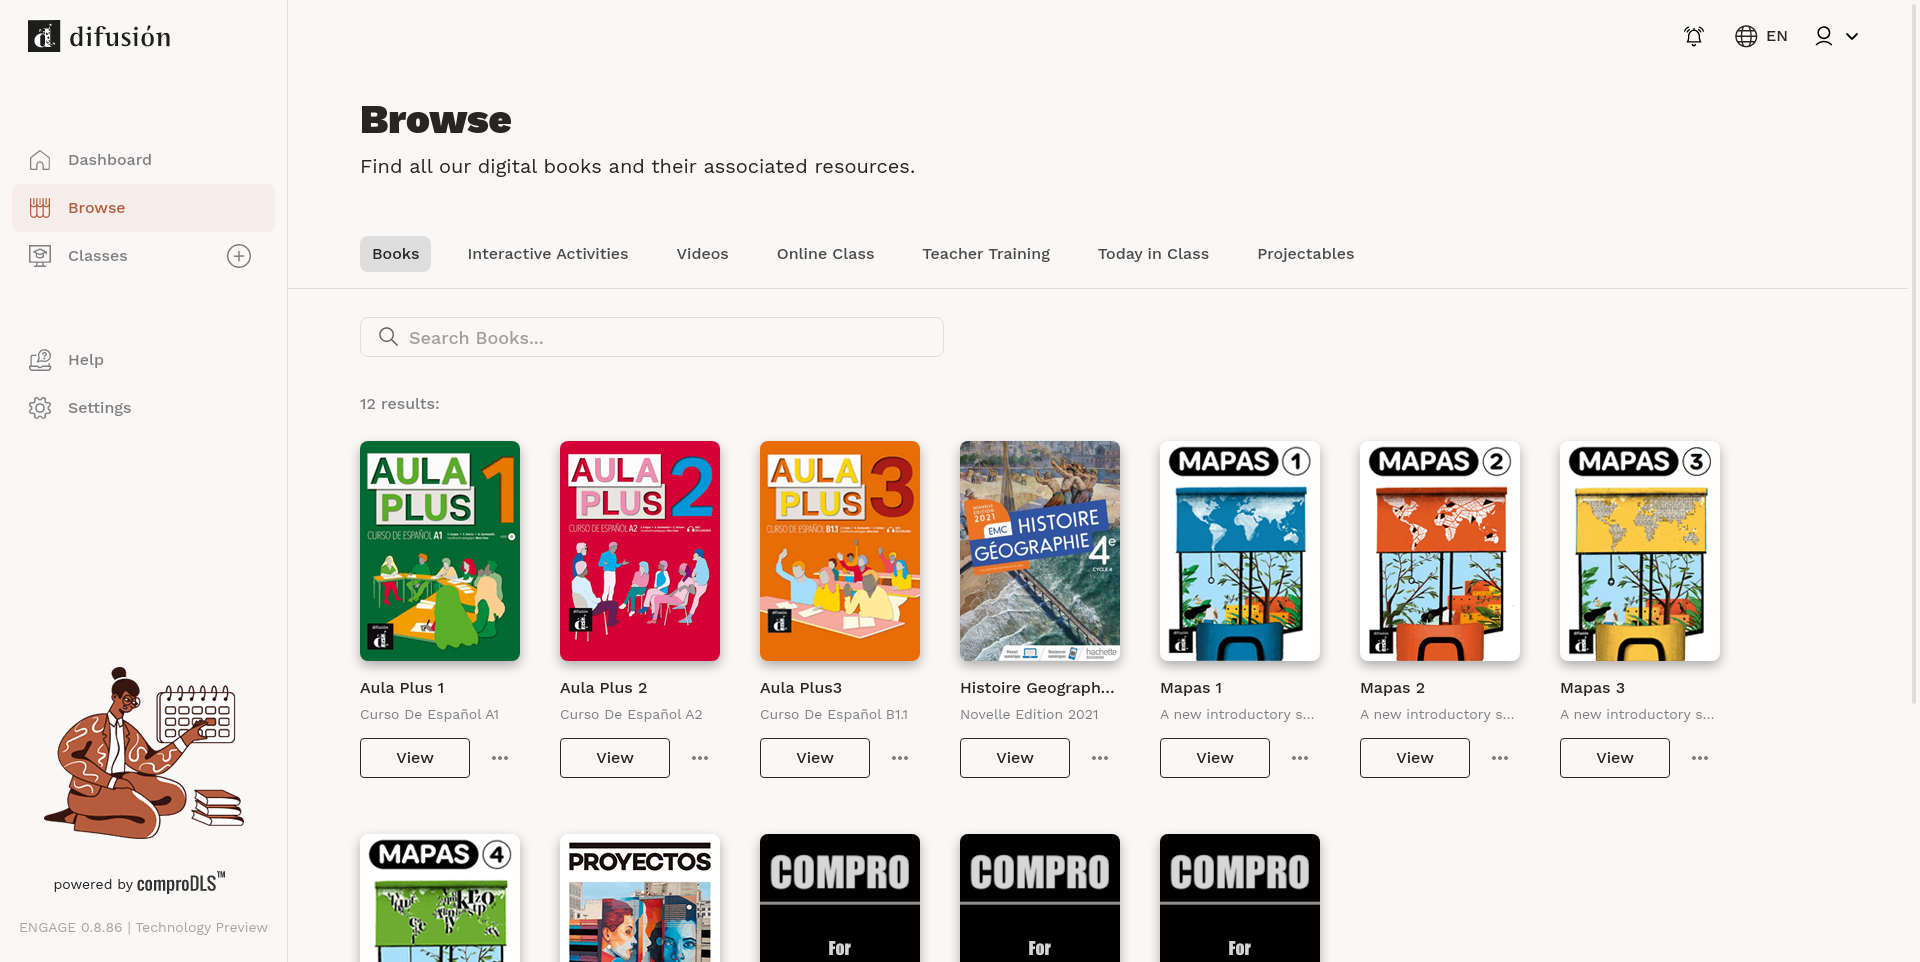 difusión
EN
Browse
Find all our digital books and their associated resources.
Dashboard
Browse
Classes
Help
Settings
Books
Interactive Activities
Videos
Online Class
Teacher Training
Today in Class
Projectables
Search Books...
12 results:
AULA PLUS 1
CURSO DE ESPAÑOL A1
AULA PLUS 2
CURSO DE ESPAÑOL A2
AULA PLUS 3
CURSO DE ESPAÑOL B1.1
NOUVELLE ÉDITION 2021
EMC HISTOIRE
GÉOGRAPHIE 4e
CYCLE 4
hachette
MAPAS 1
MAPAS 2
MAPAS 3
Aula Plus 1
Curso De Español A1
View
Aula Plus 2
Curso De Español A2
View
Aula Plus3
Curso De Español B1.1
View
Histoire Geograph...
Novelle Edition 2021
View
Mapas 1
A new introductory s...
View
Mapas 2
A new introductory s...
View
Mapas 3
A new introductory s...
View
MAPAS 4
PROYECTOS
COMPRO
For
COMPRO
For
COMPRO
For
powered by comproDLS™
ENGAGE 0.8.86 | Technology Preview